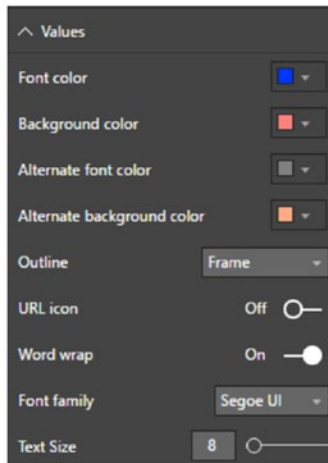 Values
Font color
Background color
Alternate font color
Alternate background color
Outline Frame
URL icon Off
Word wrap On
Font family Segoe UI
Text Size 8